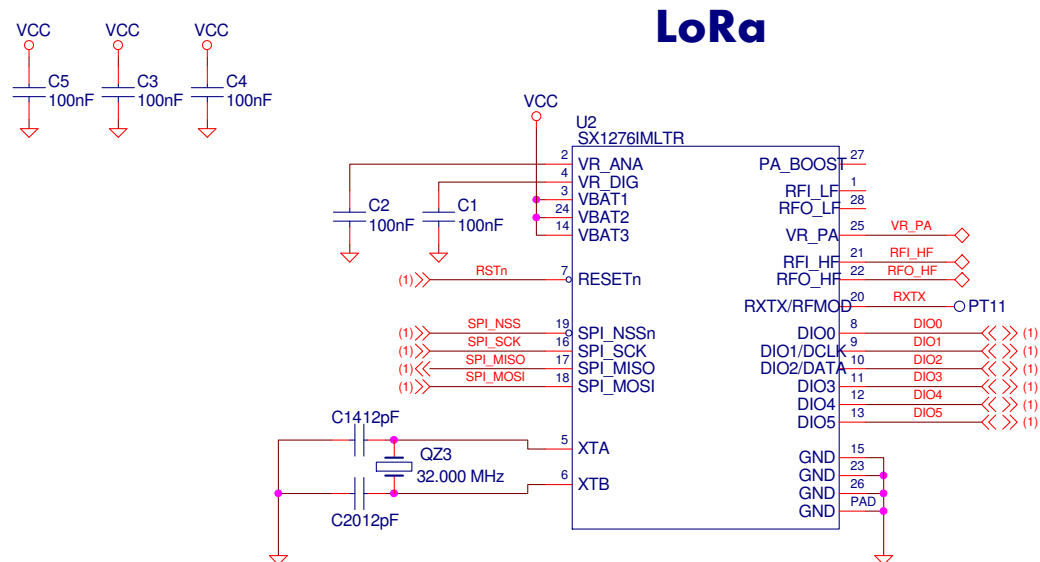 LoRa
VCC VCC VCC
C5 C3 C4
100nF 100nF 100nF
VCC
U2
SX1276IMLTR
2 VR_ANA PA_BOOST 27
4 VR_DIG RFI_LF 1
3 VBAT1 RFO_LF 28
24 VBAT2
14 VBAT3 VR_PA 25 VR_PA
C2 C1
100nF 100nF
RFI_HF 21 RFI_HF
(1) RSTn 7 RESETn RFO_HF 22 RFO_HF
RXTX/RFMOD 20 RXTX PT11
(1) SPI_NSS 19 SPI_NSSn DIO0 8 DIO0 (1)
(1) SPI_SCK 16 SPI_SCK DIO1/DCLK 9 DIO1 (1)
(1) SPI_MISO 17 SPI_MISO DIO2/DATA 10 DIO2 (1)
(1) SPI_MOSI 18 SPI_MOSI DIO3 11 DIO3 (1)
DIO4 12 DIO4 (1)
DIO5 13 DIO5 (1)
C1412pF
5 XTA GND 15
QZ3
32.000 MHz
GND 23
6 XTB GND 26
GND PAD
C2012pF